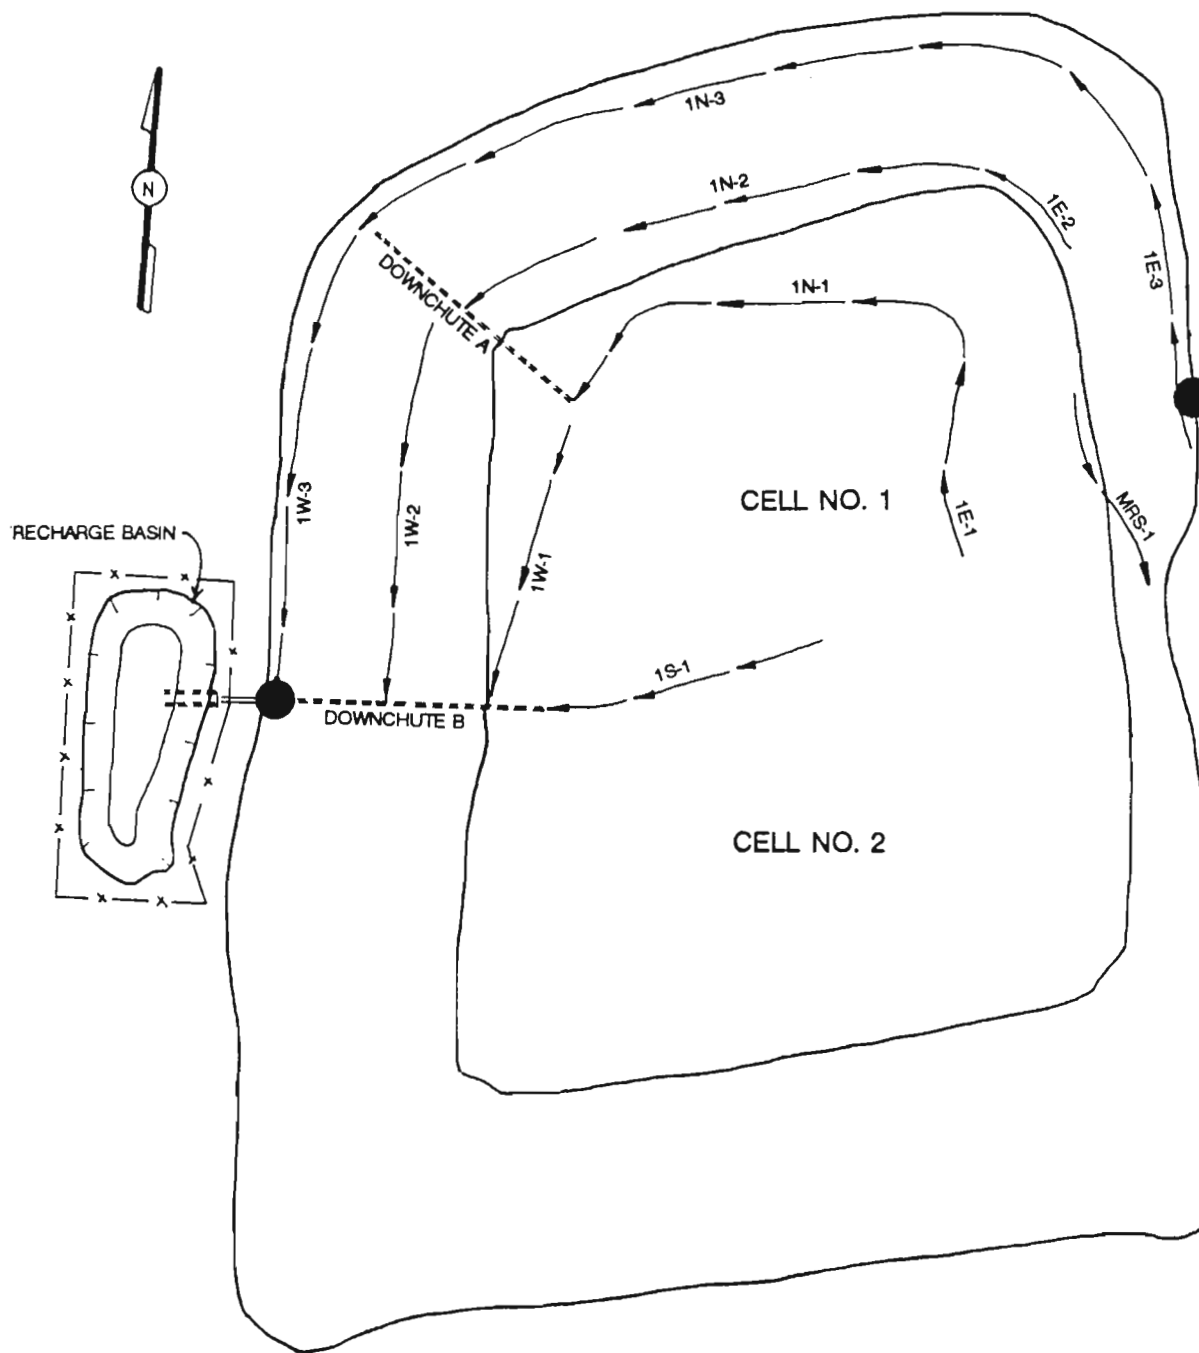 1N-3
N
1N-2
1E-2
1E-3
DOWNCHUTE A
1N-1
1W-3
1W-2
CELL NO. 1
MRS-1
1E-1
RECHARGE BASIN
1W-1
1S-1
DOWNCHUTE B
CELL NO. 2